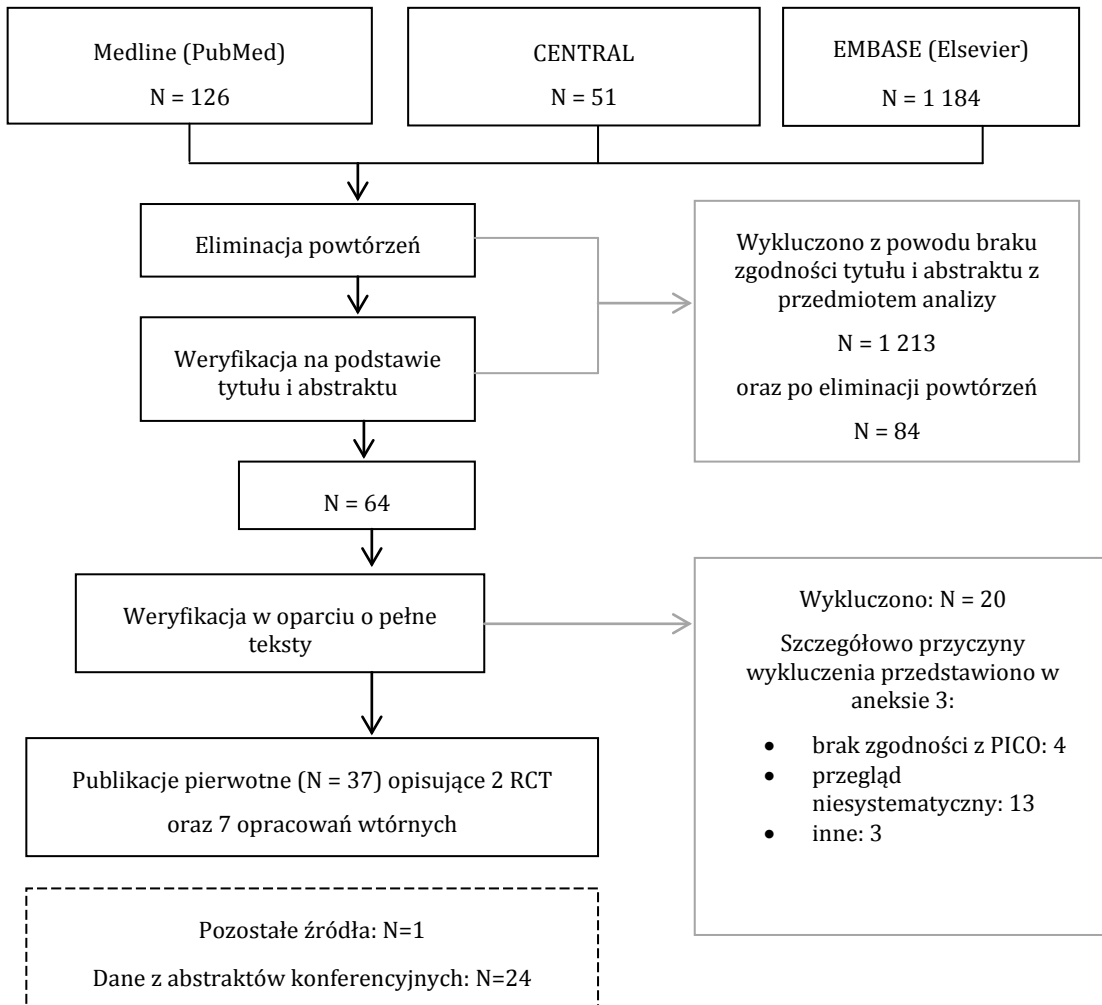 Medline (PubMed)
N = 126
CENTRAL
N = 51
EMBASE (Elsevier)
N = 1 184
Eliminacja powtórzeń
Weryfikacja na podstawie
tytułu i abstraktu
Wykluczono z powodu braku
zgodności tytułu i abstraktu z
przedmiotem analizy
N = 1 213
oraz po eliminacji powtórzeń
N = 84
N = 64
Weryfikacja w oparciu o pełne
teksty
Wykluczono: N = 20
Szczegółowo przyczyny
wykluczenia przedstawiono w
aneksie 3:
• brak zgodności z PICO: 4
• przegląd
niesystematyczny: 13
• inne: 3
Publikacje pierwotne (N = 37) opisujące 2 RCT
oraz 7 opracowań wtórnych
Pozostałe źródła: N=1
Dane z abstraktów konferencyjnych: N=24